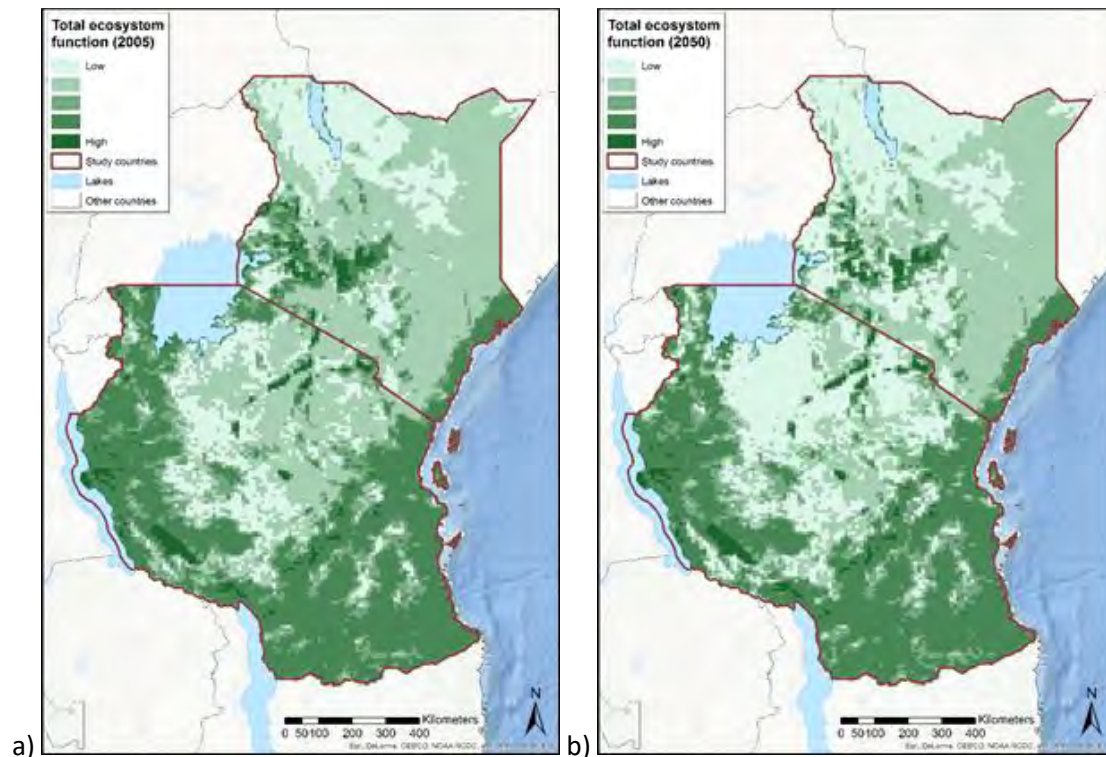 Total ecosystem
function (2005)
Low
High
Study countries
Lakes
Other countries
N
Kilometers
0 50100 200 300 400
a)
Total ecosystem
function (2050)
Low
High
Study countries
Lakes
Other countries
N
Kilometers
0 50100 200 300 400
b)